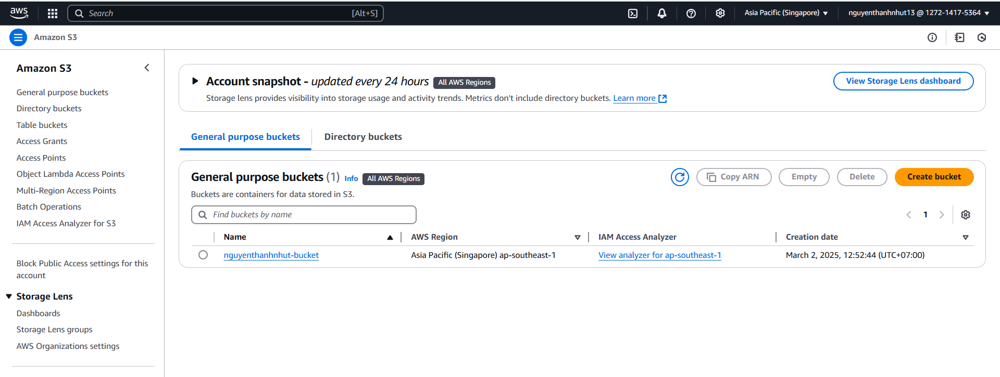 aws
Search [Alt+S]
Asia Pacific (Singapore)
nguyenthanhnhut13 @ 1272-1417-5364
Amazon S3
Amazon S3
General purpose buckets
Directory buckets
Table buckets
Access Grants
Access Points
Object Lambda Access Points
Multi-Region Access Points
Batch Operations
IAM Access Analyzer for S3
Block Public Access settings for this
account
Storage Lens
Dashboards
Storage Lens groups
AWS Organizations settings
Account snapshot - updated every 24 hours All AWS Regions
View Storage Lens dashboard
Storage lens provides visibility into storage usage and activity trends. Metrics don't include directory buckets. Learn more
General purpose buckets Directory buckets
General purpose buckets (1) Info All AWS Regions
Copy ARN Empty Delete Create bucket
Buckets are containers for data stored in S3.
Find buckets by name
1
Name AWS Region IAM Access Analyzer Creation date
nguyenthanhnhut-bucket Asia Pacific (Singapore) ap-southeast-1 View analyzer for ap-southeast-1 March 2, 2025, 12:52:44 (UTC+07:00)